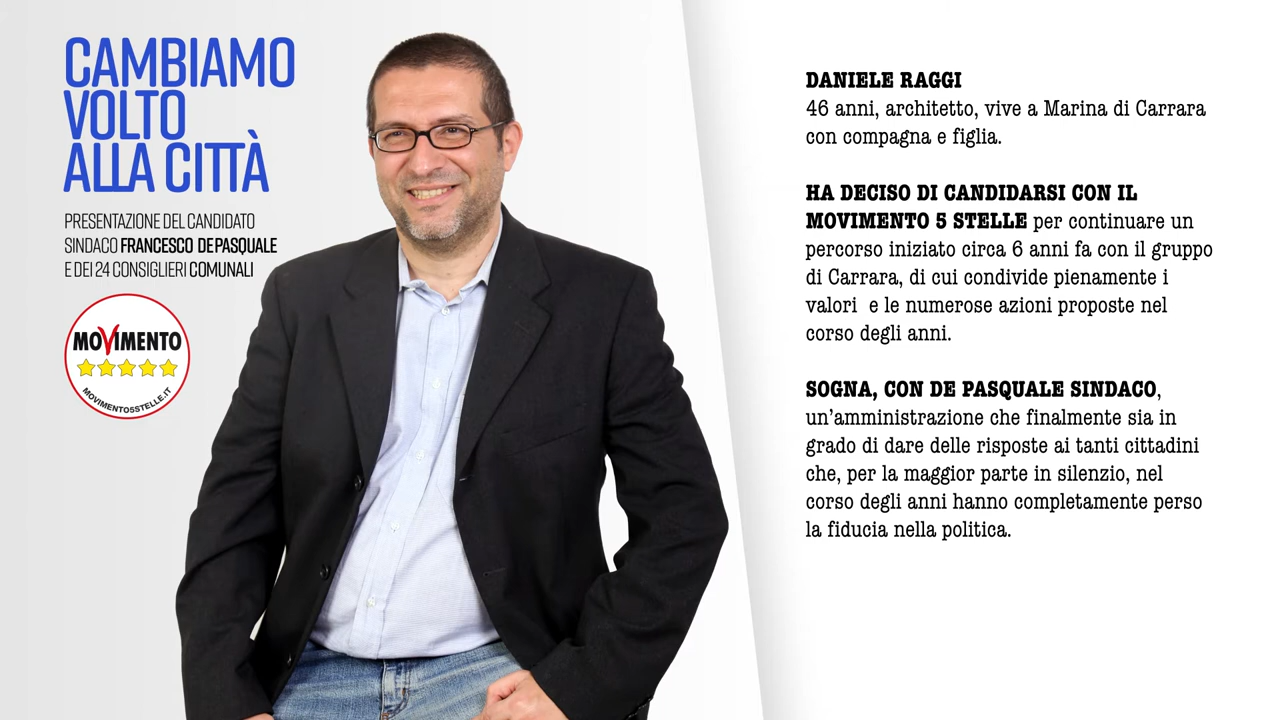 CAMBIAMO
VOLTO
ALLA CITTÀ
PRESENTAZIONE DEL CANDIDATO
SINDACO FRANCESCO DE PASQUALE
E DEI 24 CONSIGLIERI COMUNALI
MOVIMENTO
MOVIMENTO5STELLE.IT
DANIELE RAGGI
46 anni, architetto, vive a Marina di Carrara
con compagna e figlia.
HA DECISO DI CANDIDARSI CON IL
MOVIMENTO 5 STELLE per continuare un
percorso iniziato circa 6 anni fa con il gruppo
di Carrara, di cui condivide pienamente i
valori  e le numerose azioni proposte nel
corso degli anni.
SOGNA, CON DE PASQUALE SINDACO,
un’amministrazione che finalmente sia in
grado di dare delle risposte ai tanti cittadini
che, per la maggior parte in silenzio, nel
corso degli anni hanno completamente perso
la fiducia nella politica.